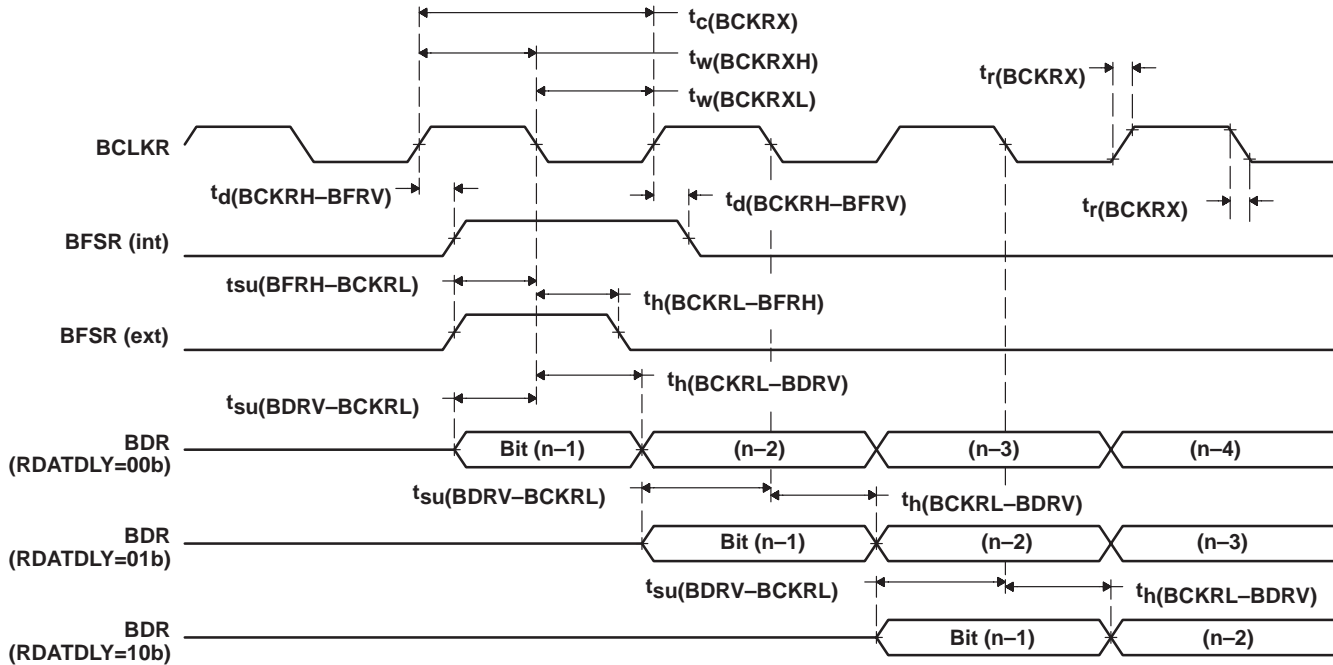 tc(BCKRX)
tw(BCKRXH)
tr(BCKRX)
tw(BCKRXL)
BCLKR
td(BCKRH–BFRV)
td(BCKRH–BFRV)
tr(BCKRX)
BFSR (int)
tsu(BFRH–BCKRL)
th(BCKRL–BFRH)
BFSR (ext)
th(BCKRL–BDRV)
tsu(BDRV–BCKRL)
BDR
(RDATDLY=00b)
Bit (n–1)
(n–2)
(n–3)
(n–4)
tsu(BDRV–BCKRL)
th(BCKRL–BDRV)
BDR
(RDATDLY=01b)
Bit (n–1)
(n–2)
(n–3)
tsu(BDRV–BCKRL)
th(BCKRL–BDRV)
BDR
(RDATDLY=10b)
Bit (n–1)
(n–2)